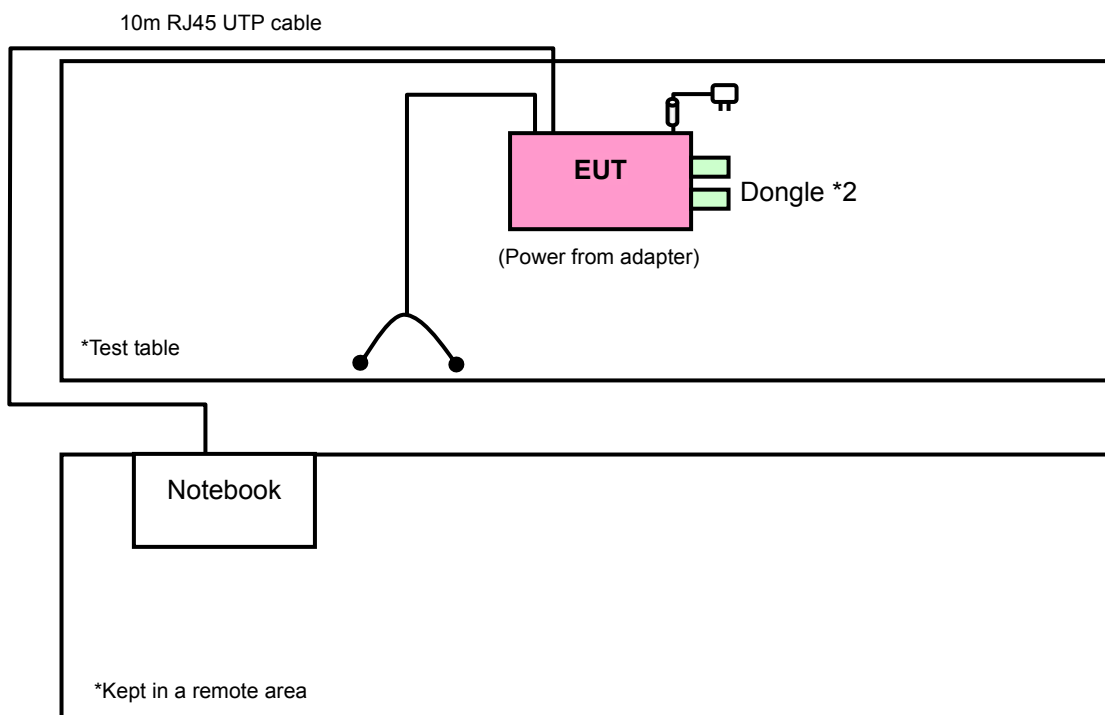 10m RJ45 UTP cable
EUT
Dongle *2
(Power from adapter)
*Test table
Notebook
*Kept in a remote area